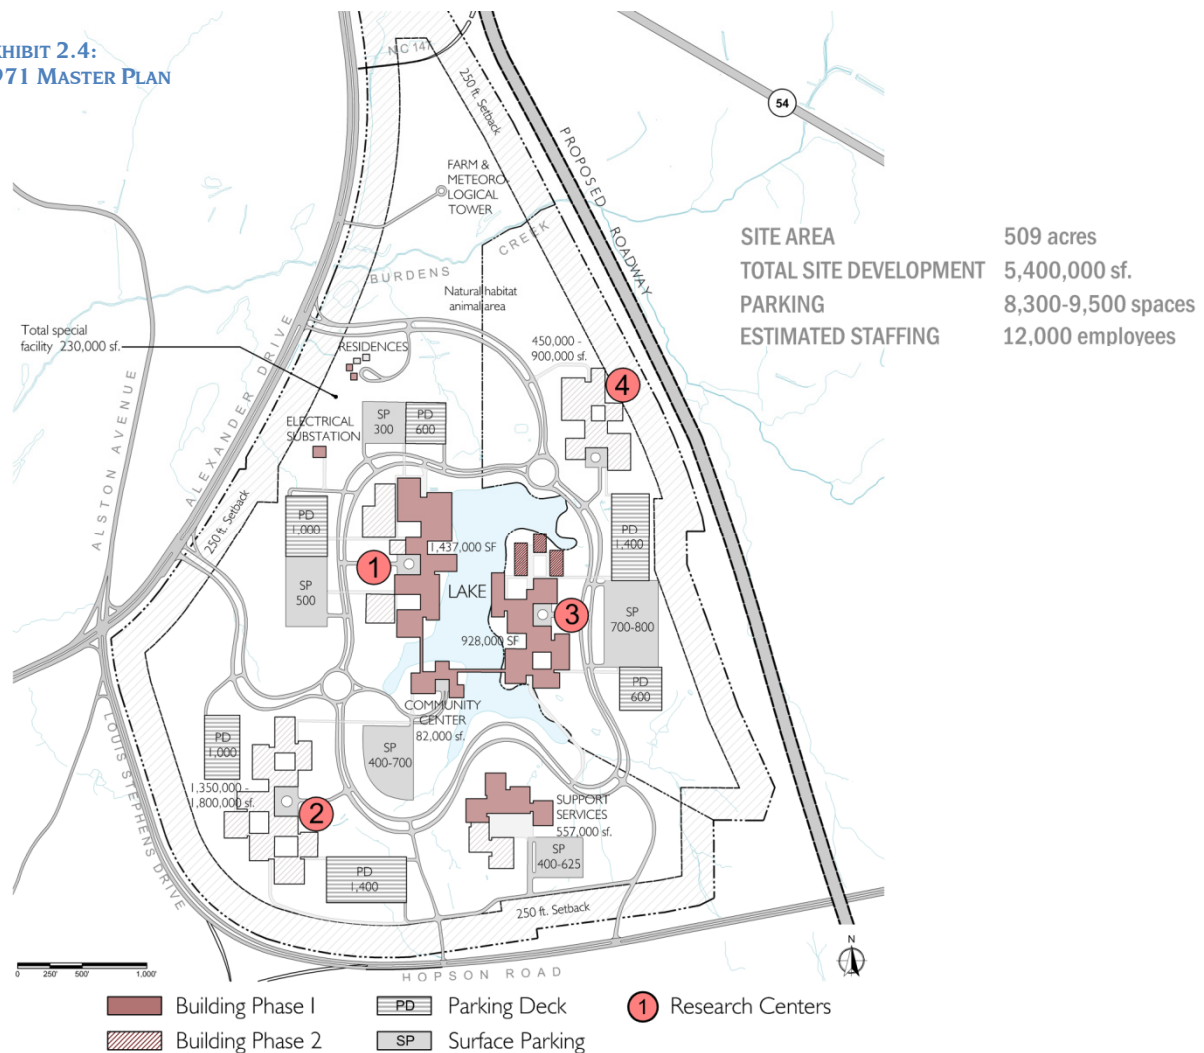 XHIBIT 2.4:
971 MASTER PLAN
NC 147
250 ft. Setback
54
PROPOSED ROADWAY
FARM &
METEORO-
LOGICAL
TOWER
SITE AREA 509 acres
TOTAL SITE DEVELOPMENT 5,400,000 sf.
PARKING 8,300-9,500 spaces
ESTIMATED STAFFING 12,000 employees
BURDENS CREEK
Natural habitat
animal area
Total special
facility 230,000 sf.
RESIDENCES
450,000 -
900,000 sf.
4
ALSTON AVENUE
ALEXANDER DRIVE
ELECTRICAL
SUBSTATION
SP
300
PD
600
250 ft. Setback
PD
1,000
PD
1,400
1,437,000 SF
1
SP
500
LAKE
3
SP
700-800
928,000 SF
PD
600
COMMUNITY
CENTER
82,000 sf.
LOUIS STEPHENS DRIVE
PD
1,000
SP
400-700
1,350,000 -
1,800,000 sf.
2
SUPPORT
SERVICES
557,000 sf.
SP
400-625
PD
1,400
250 ft. Setback
HOPSON ROAD
N
0 250' 500' 1,000'
Building Phase I
PD Parking Deck
1 Research Centers
Building Phase 2
SP Surface Parking